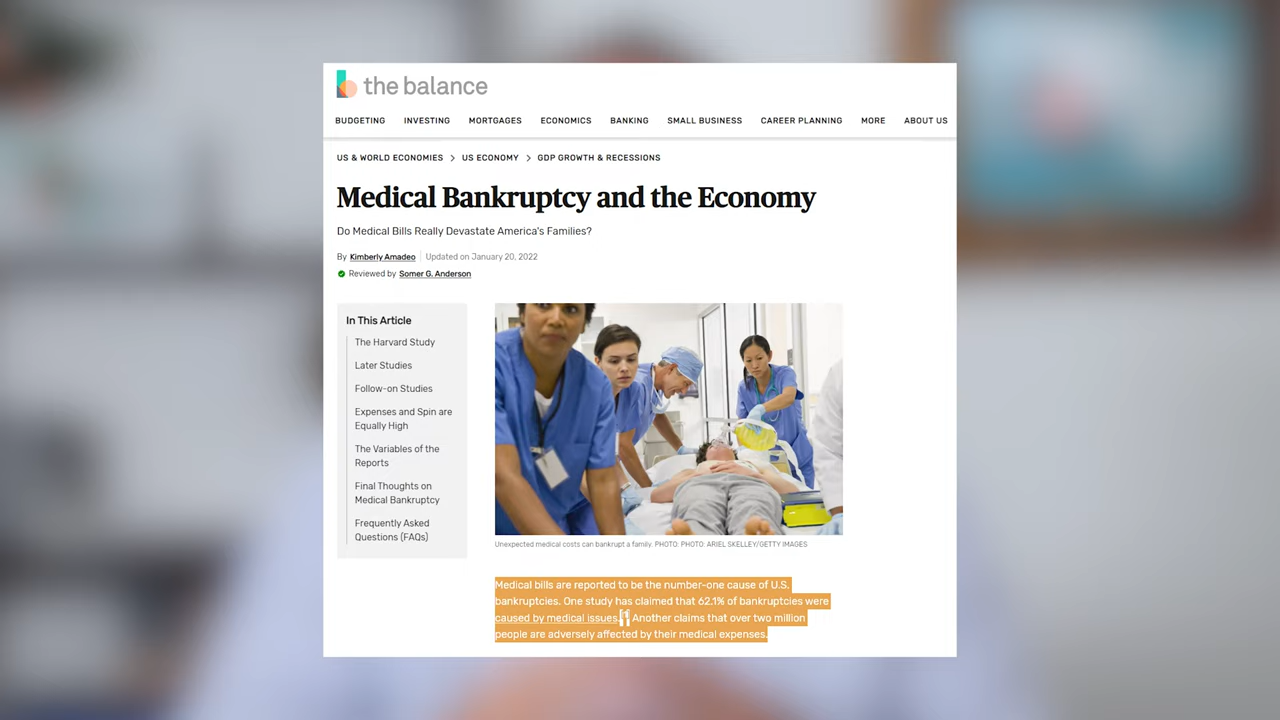 the balance
BUDGETING INVESTING MORTGAGES ECONOMICS BANKING SMALL BUSINESS CAREER PLANNING MORE ABOUT US
US & WORLD ECONOMIES > US ECONOMY > GDP GROWTH & RECESSIONS
Medical Bankruptcy and the Economy
Do Medical Bills Really Devastate America's Families?
By Kimberly Amadeo Updated on January 20, 2022
Reviewed by Somer G. Anderson
In This Article
The Harvard Study
Later Studies
Follow-on Studies
Expenses and Spin are
Equally High
The Variables of the
Reports
Final Thoughts on
Medical Bankruptcy
Frequently Asked
Questions (FAQs)
Unexpected medical costs can bankrupt a family. PHOTO: PHOTO: ARIEL SKELLEY/GETTY IMAGES
Medical bills are reported to be the number-one cause of U.S.
bankruptcies. One study has claimed that 62.1% of bankruptcies were
caused by medical issues. Another claims that over two million
people are adversely affected by their medical expenses.